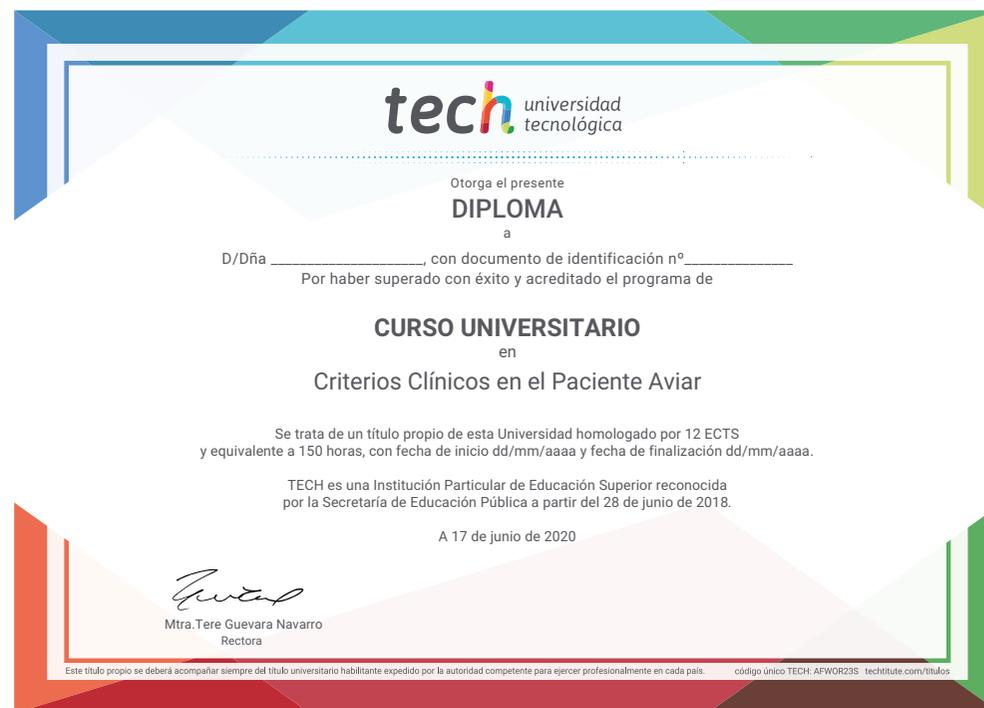 tech universidad
tecnológica
Otorga el presente
DIPLOMA
a
D/Dña ______________________, con documento de identificación nº________________
Por haber superado con éxito y acreditado el programa de
CURSO UNIVERSITARIO
en
Criterios Clínicos en el Paciente Aviar
Se trata de un título propio de esta Universidad homologado por 12 ECTS
y equivalente a 150 horas, con fecha de inicio dd/mm/aaaa y fecha de finalización dd/mm/aaaa.
TECH es una Institución Particular de Educación Superior reconocida
por la Secretaría de Educación Pública a partir del 28 de junio de 2018.
A 17 de junio de 2020
Mtra.Tere Guevara Navarro
Rectora
Este título propio se deberá acompañar siempre del título universitario habilitante expedido por la autoridad competente para ejercer profesionalmente en cada país. código único TECH: AFWOR23S techtitute.com/titulos